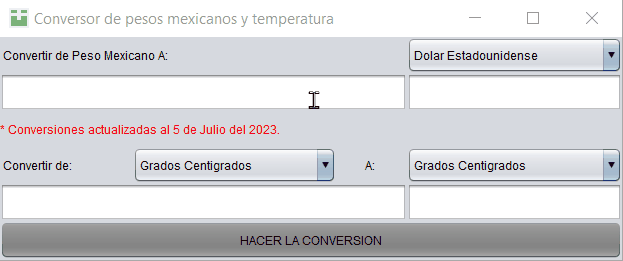 Conversor de pesos mexicanos y temperatura
Convertir de Peso Mexicano A: Dolar Estadounidense
* Conversiones actualizadas al 5 de Julio del 2023.
Convertir de: Grados Centigrados A: Grados Centigrados
HACER LA CONVERSION